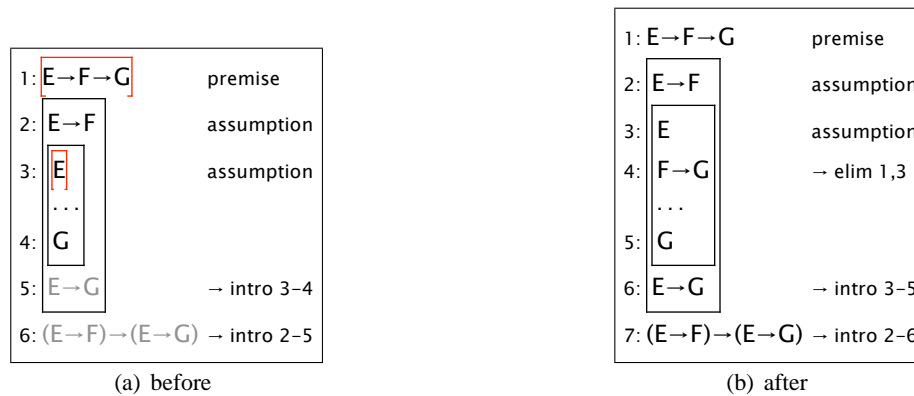 1: E→F→G premise
2: E→F assumption
3: E assumption
...
4: G
5: E→G → intro 3-4
6: (E→F)→(E→G) → intro 2-5
(a) before
1: E→F→G premise
2: E→F assumption
3: E assumption
4: F→G → elim 1,3
...
5: G
6: E→G → intro 3-5
7: (E→F)→(E→G) → intro 2-6
(b) after